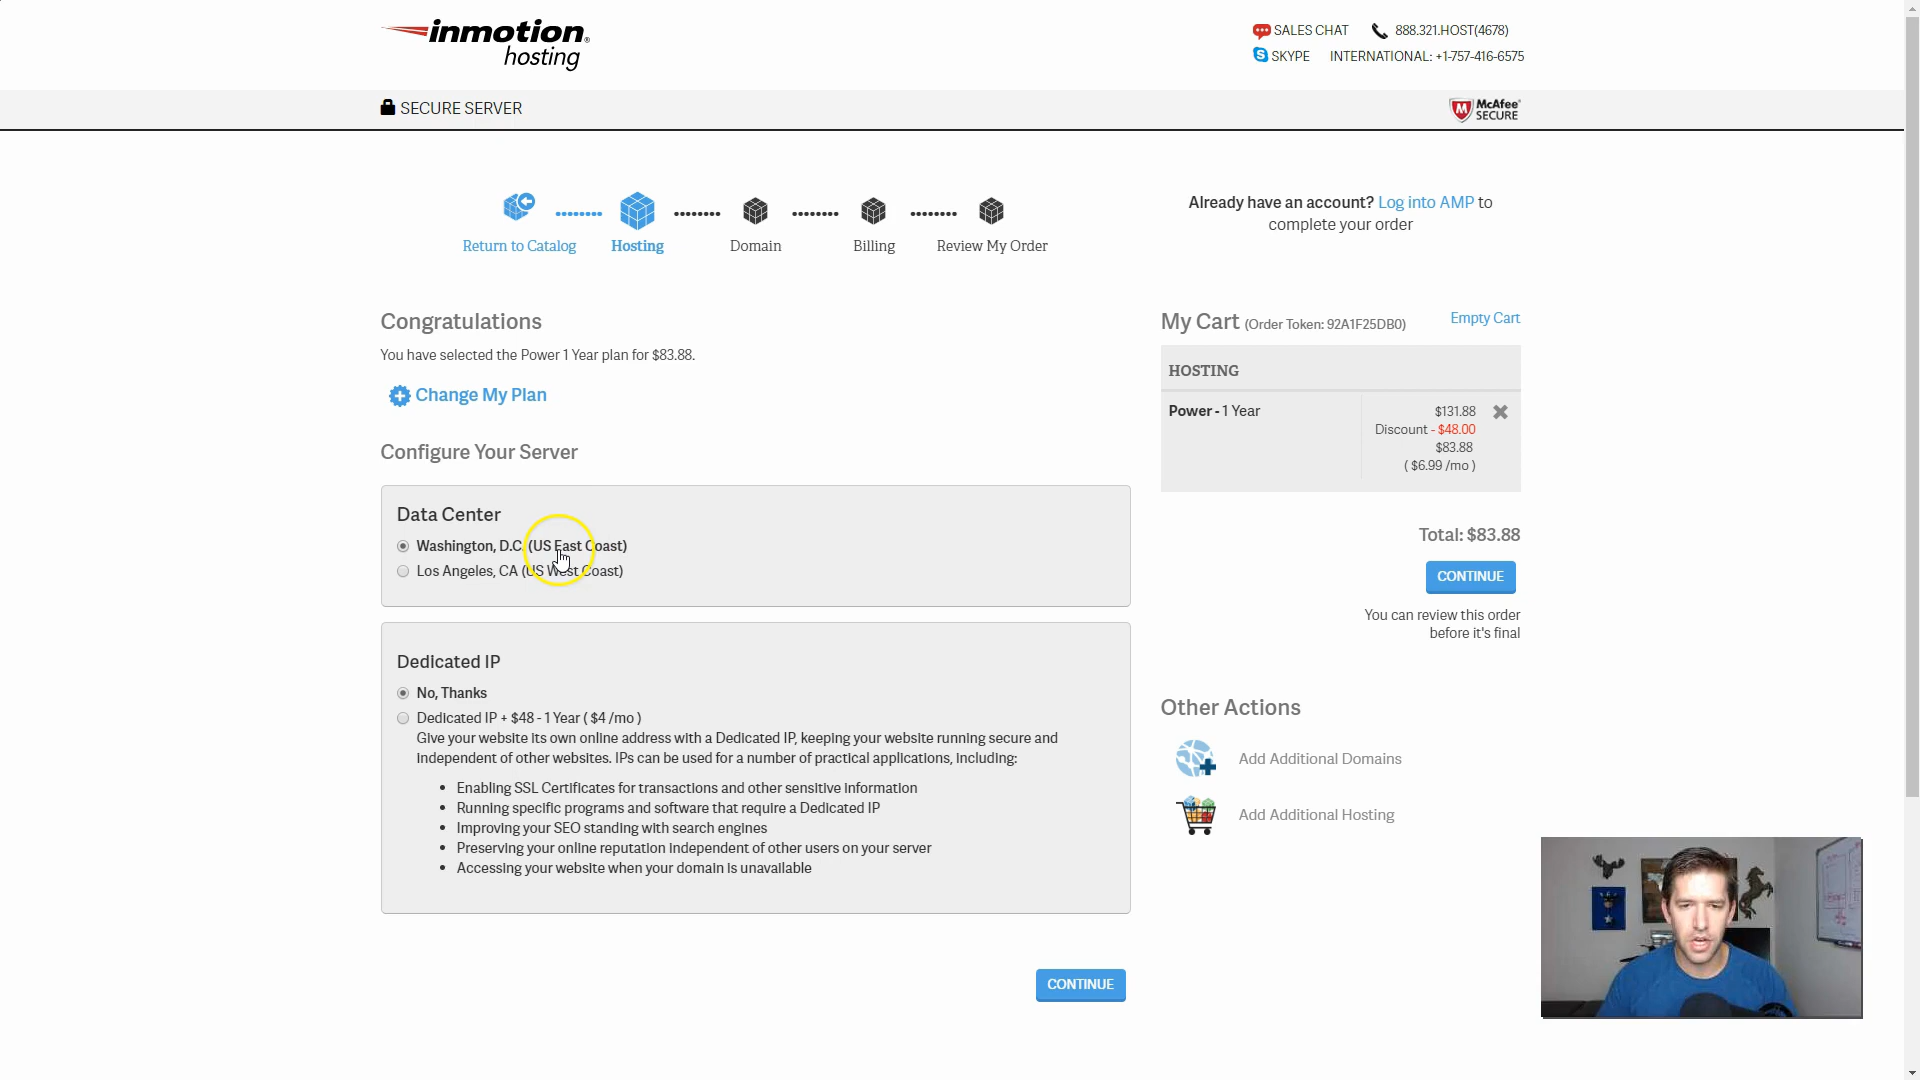 inmotion
hosting
SALES CHAT 888.321.HOST(4678)
SKYPE INTERNATIONAL: +1-757-416-6575
SECURE SERVER
McAfee
SECURE
Return to Catalog
Hosting
Domain
Billing
Review My Order
Already have an account? Log into AMP to
complete your order
Congratulations
You have selected the Power 1 Year plan for $83.88.
Change My Plan
Configure Your Server
Data Center
Washington, D.C. (US East Coast)
Los Angeles, CA (US West Coast)
Dedicated IP
No, Thanks
Dedicated IP + $48 - 1 Year ( $4 /mo )
Give your website its own online address with a Dedicated IP, keeping your website running secure and
independent of other websites. IPs can be used for a number of practical applications, including:
• Enabling SSL Certificates for transactions and other sensitive information
• Running specific programs and software that require a Dedicated IP
• Improving your SEO standing with search engines
• Preserving your online reputation independent of other users on your server
• Accessing your website when your domain is unavailable
CONTINUE
My Cart (Order Token: 92A1F25DB0)
Empty Cart
HOSTING
Power - 1 Year
$131.88
Discount - $48.00
$83.88
( $6.99 /mo )
Total: $83.88
CONTINUE
You can review this order
before it's final
Other Actions
Add Additional Domains
Add Additional Hosting